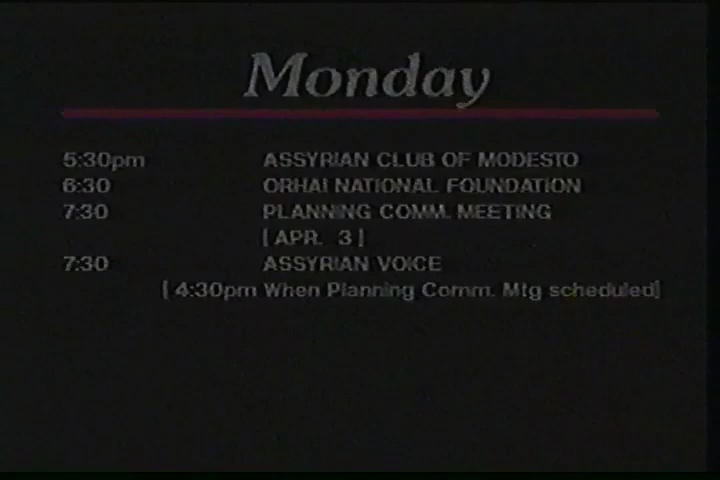 Monday
5:30pm ASSYRIAN CLUB OF MODESTO
6:30 ORHAI NATIONAL FOUNDATION
7:30 PLANNING COMM. MEETING
[ APR. 3 ]
7:30 ASSYRIAN VOICE
[ 4:30pm When Planning Comm. Mtg scheduled]